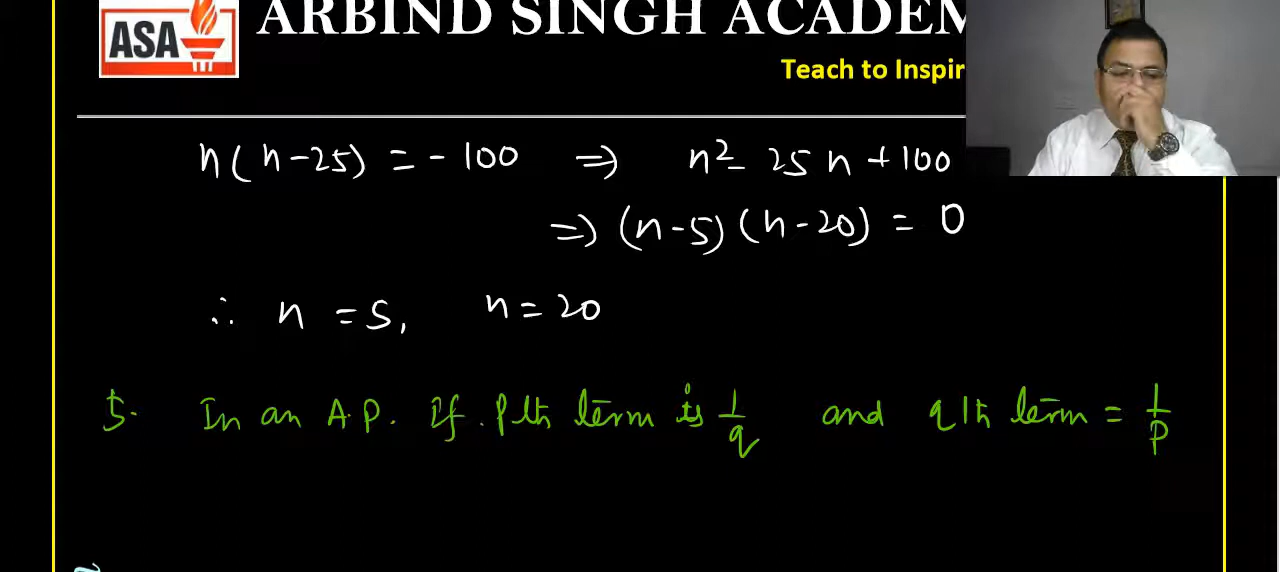 ASA
ARBIND SINGH ACADEM
Teach to Inspir
n(n-25) = -100 ⇒ n² - 25n + 100
⇒ (n-5)(n-20) = 0
∴ n = 5, n = 20
5. In an A.P. If pth term is 1/q and qth term = 1/p